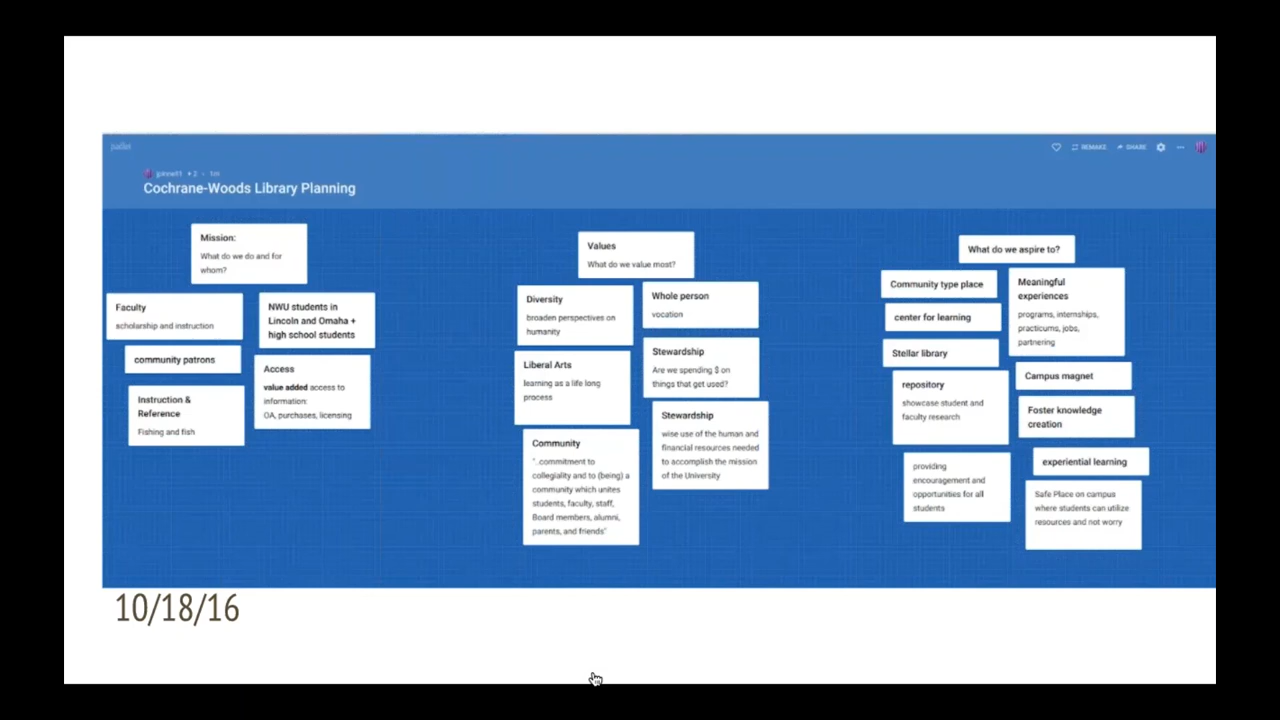 padlet
Cochrane-Woods Library Planning
REMAKE
SHARE
Mission:
What do we do and for
whom?
Faculty
scholarship and instruction
NWU students in
Lincoln and Omaha +
high school students
community patrons
Access
value added access to
information:
OA, purchases, licensing
Instruction &
Reference
Fishing and fish
Values
What do we value most?
Diversity
broaden perspectives on
humanity
Whole person
vocation
Liberal Arts
learning as a life long
process
Stewardship
Are we spending $ on
things that get used?
Community
"..commitment to
collegiality and to (being) a
community which unites
students, faculty, staff,
Board members, alumni,
parents, and friends"
Stewardship
wise use of the human and
financial resources needed
to accomplish the mission
of the University
What do we aspire to?
Community type place
Meaningful
experiences
programs, internships,
practicums, jobs,
partnering
center for learning
Stellar library
Campus magnet
repository
showcase student and
faculty research
Foster knowledge
creation
providing
encouragement and
opportunities for all
students
experiential learning
Safe Place on campus
where students can utilize
resources and not worry
10/18/16